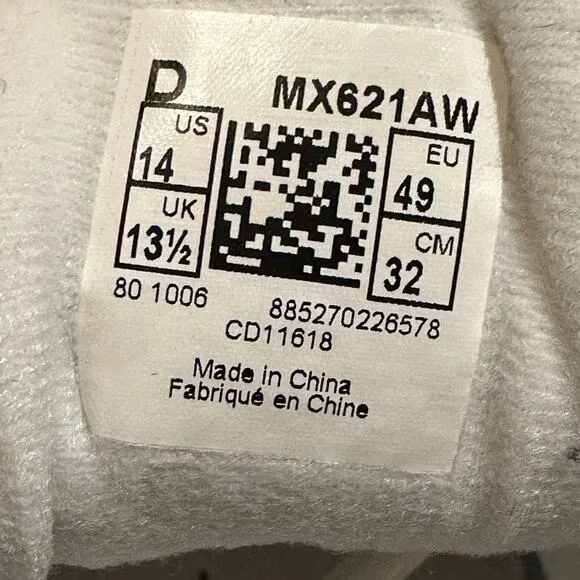 D MX621AW
US 14
EU 49
UK 13½
CM 32
80 1006 885270226578
CD11618
Made in China
Fabriqué en Chine